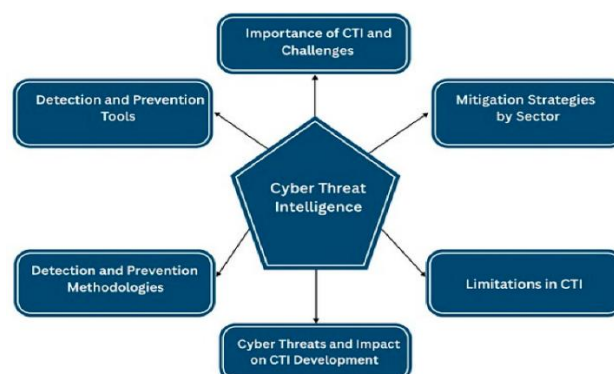 Importance of CTI and
Challenges
Detection and Prevention
Tools
Mitigation Strategies
by Sector
Cyber Threat
Intelligence
Detection and Prevention
Methodologies
Limitations in CTI
Cyber Threats and Impact
on CTI Development